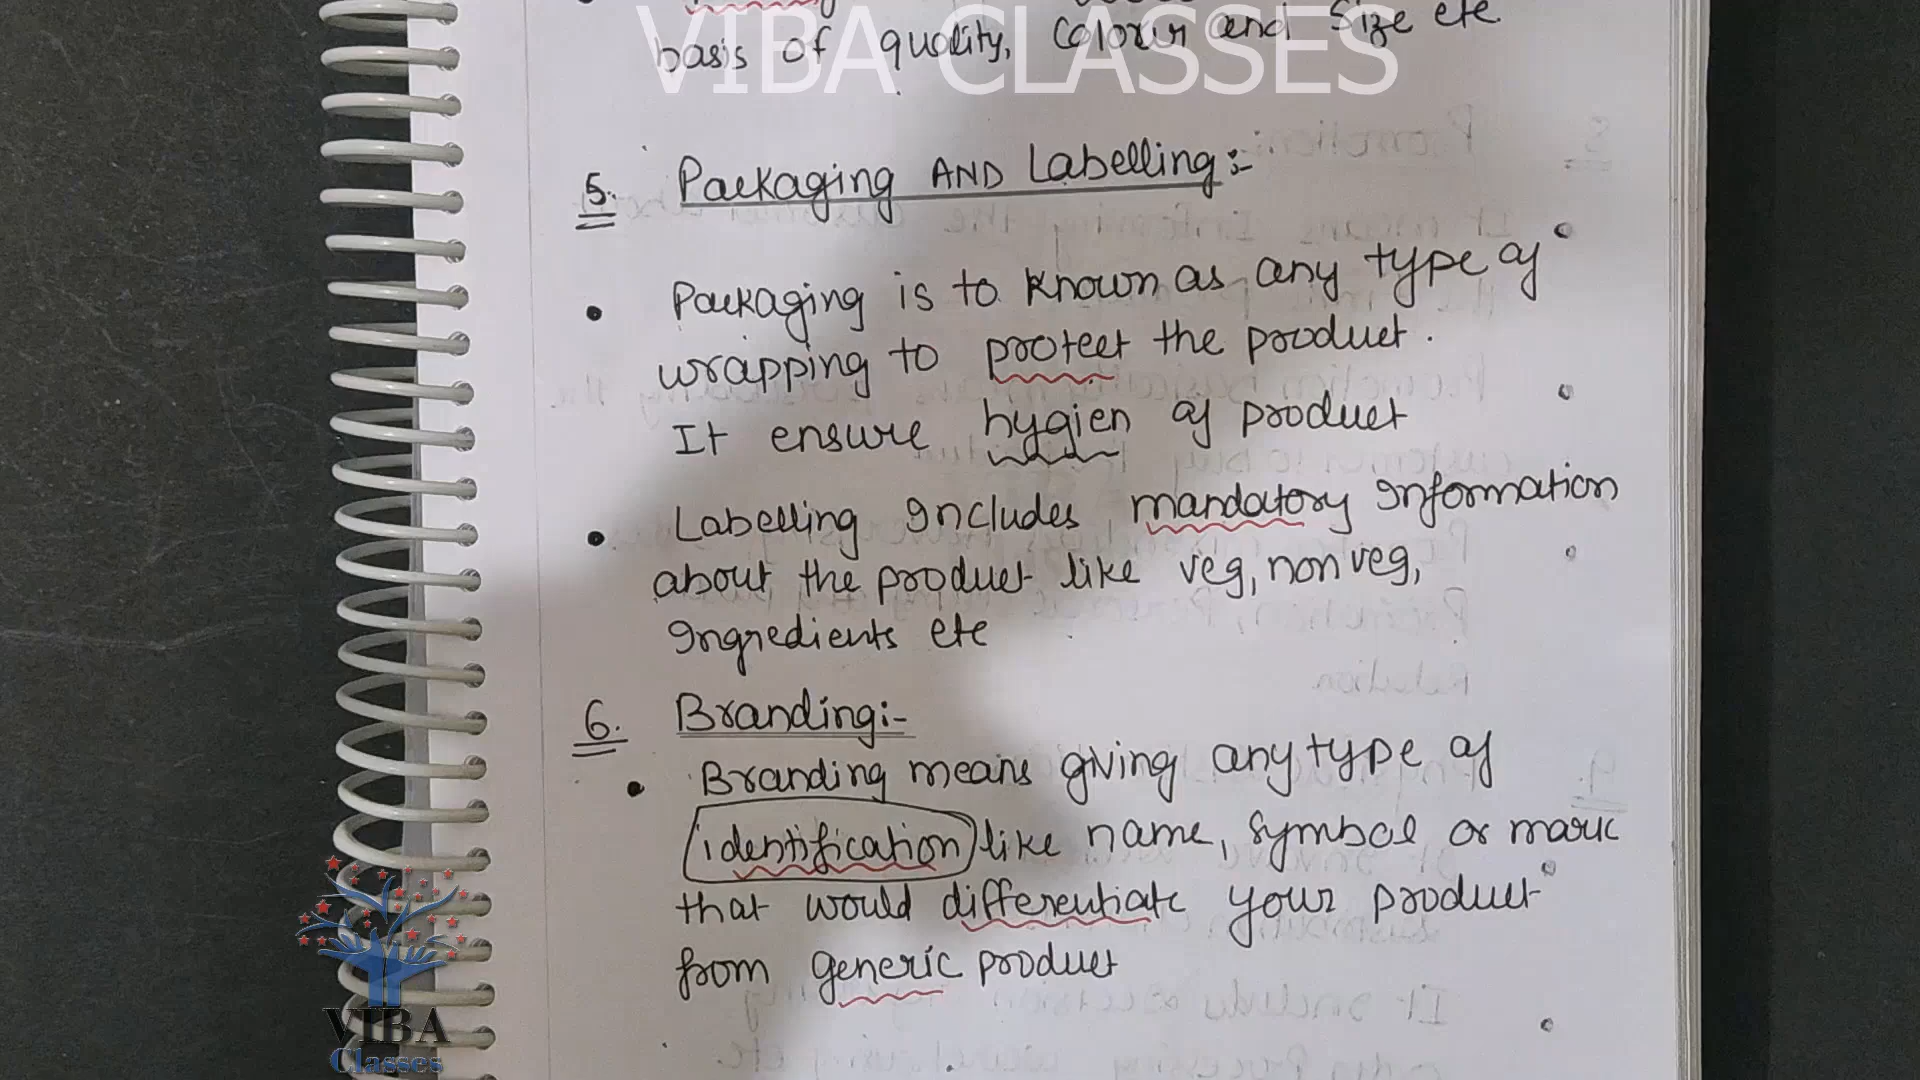 basis of quality, colour and Size etc
VIBA CLASSES
5. Packaging AND Labelling:-
• Packaging is to known as any type of
wrapping to protect the product.
It ensure hygien of product
• Labelling Includes mandatory Information
about the product like veg, non veg,
Ingredients etc
6. Branding:-
• Branding means giving any type of
identification like name, symbol or mark
that would differentiate your product
from generic product
VIBA
Classes